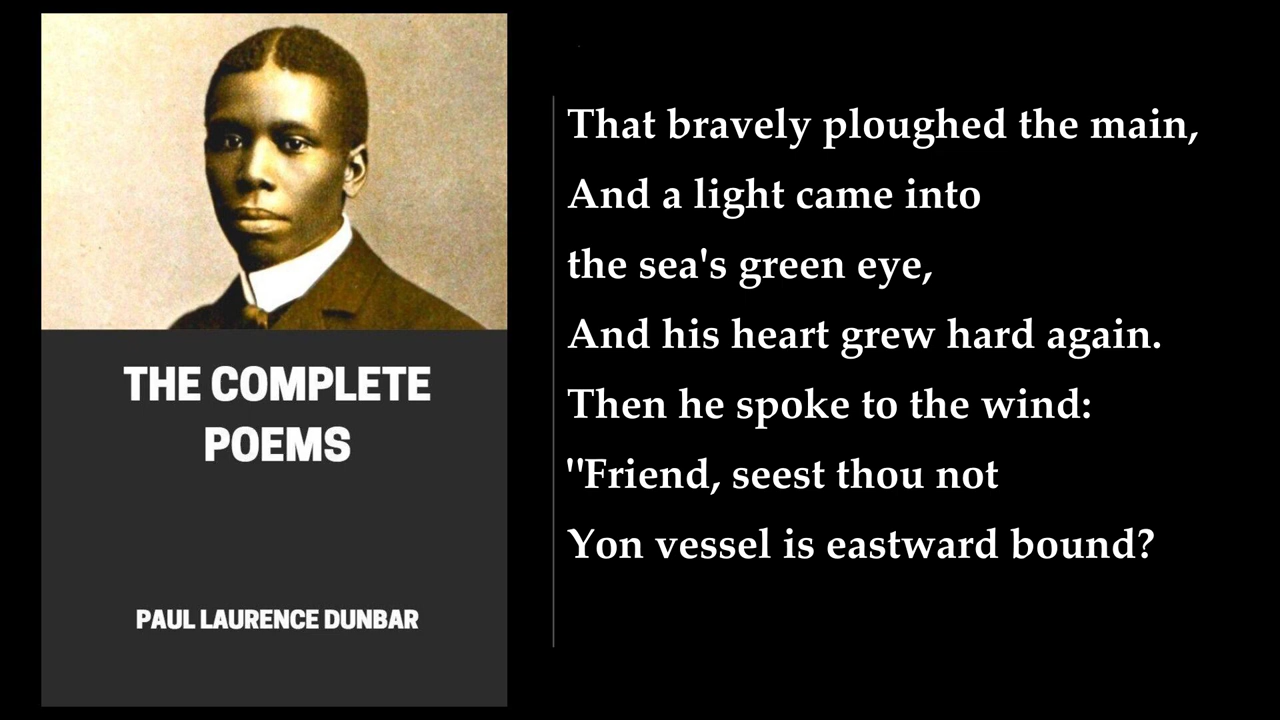 THE COMPLETE
POEMS
PAUL LAURENCE DUNBAR
That bravely ploughed the main,
And a light came into
the sea's green eye,
And his heart grew hard again.
Then he spoke to the wind:
"Friend, seest thou not
Yon vessel is eastward bound?